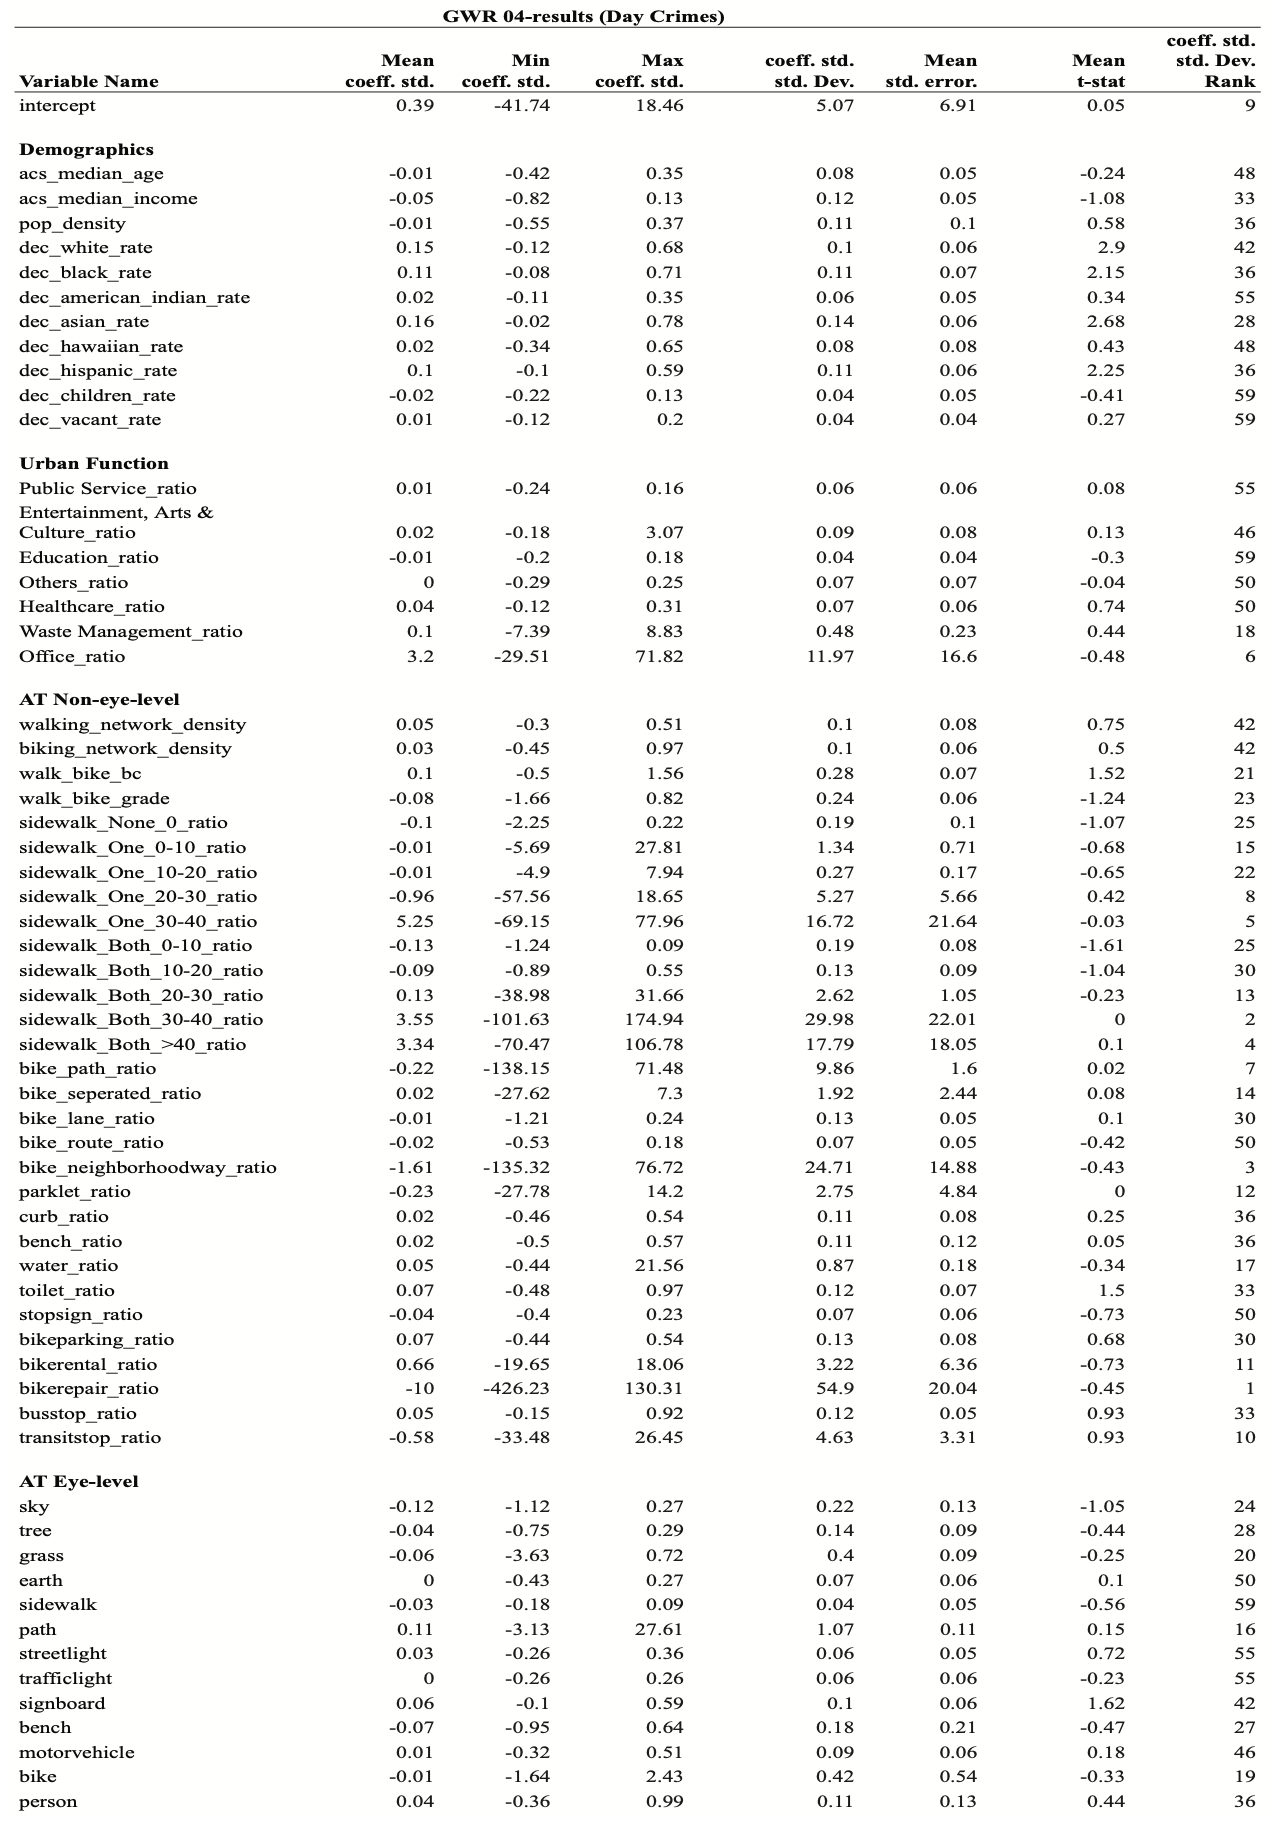 GWR 04-results (Day Crimes)
coeff. std.
Mean Min Max coeff. std. Mean Mean std. Dev.
Variable Name coeff. std. coeff. std. coeff. std. std. Dev. std. error. t-stat Rank
intercept 0.39 -41.74 18.46 5.07 6.91 0.05 9
Demographics
acs_median_age -0.01 -0.42 0.35 0.08 0.05 -0.24 48
acs_median_income -0.05 -0.82 0.13 0.12 0.05 -1.08 33
pop_density -0.01 -0.55 0.37 0.11 0.1 0.58 36
dec_white_rate 0.15 -0.12 0.68 0.1 0.06 2.9 42
dec_black_rate 0.11 -0.08 0.71 0.11 0.07 2.15 36
dec_american_indian_rate 0.02 -0.11 0.35 0.06 0.05 0.34 55
dec_asian_rate 0.16 -0.02 0.78 0.14 0.06 2.68 28
dec_hawaiian_rate 0.02 -0.34 0.65 0.08 0.08 0.43 48
dec_hispanic_rate 0.1 -0.1 0.59 0.11 0.06 2.25 36
dec_children_rate -0.02 -0.22 0.13 0.04 0.05 -0.41 59
dec_vacant_rate 0.01 -0.12 0.2 0.04 0.04 0.27 59
Urban Function
Public Service_ratio 0.01 -0.24 0.16 0.06 0.06 0.08 55
Entertainment, Arts &
Culture_ratio 0.02 -0.18 3.07 0.09 0.08 0.13 46
Education_ratio -0.01 -0.2 0.18 0.04 0.04 -0.3 59
Others_ratio 0 -0.29 0.25 0.07 0.07 -0.04 50
Healthcare_ratio 0.04 -0.12 0.31 0.07 0.06 0.74 50
Waste Management_ratio 0.1 -7.39 8.83 0.48 0.23 0.44 18
Office_ratio 3.2 -29.51 71.82 11.97 16.6 -0.48 6
AT Non-eye-level
walking_network_density 0.05 -0.3 0.51 0.1 0.08 0.75 42
biking_network_density 0.03 -0.45 0.97 0.1 0.06 0.5 42
walk_bike_bc 0.1 -0.5 1.56 0.28 0.07 1.52 21
walk_bike_grade -0.08 -1.66 0.82 0.24 0.06 -1.24 23
sidewalk_None_0_ratio -0.1 -2.25 0.22 0.19 0.1 -1.07 25
sidewalk_One_0-10_ratio -0.01 -5.69 27.81 1.34 0.71 -0.68 15
sidewalk_One_10-20_ratio -0.01 -4.9 7.94 0.27 0.17 -0.65 22
sidewalk_One_20-30_ratio -0.96 -57.56 18.65 5.27 5.66 0.42 8
sidewalk_One_30-40_ratio 5.25 -69.15 77.96 16.72 21.64 -0.03 5
sidewalk_Both_0-10_ratio -0.13 -1.24 0.09 0.19 0.08 -1.61 25
sidewalk_Both_10-20_ratio -0.09 -0.89 0.55 0.13 0.09 -1.04 30
sidewalk_Both_20-30_ratio 0.13 -38.98 31.66 2.62 1.05 -0.23 13
sidewalk_Both_30-40_ratio 3.55 -101.63 174.94 29.98 22.01 0 2
sidewalk_Both_>40_ratio 3.34 -70.47 106.78 17.79 18.05 0.1 4
bike_path_ratio -0.22 -138.15 71.48 9.86 1.6 0.02 7
bike_seperated_ratio 0.02 -27.62 7.3 1.92 2.44 0.08 14
bike_lane_ratio -0.01 -1.21 0.24 0.13 0.05 0.1 30
bike_route_ratio -0.02 -0.53 0.18 0.07 0.05 -0.42 50
bike_neighborhoodway_ratio -1.61 -135.32 76.72 24.71 14.88 -0.43 3
parklet_ratio -0.23 -27.78 14.2 2.75 4.84 0 12
curb_ratio 0.02 -0.46 0.54 0.11 0.08 0.25 36
bench_ratio 0.02 -0.5 0.57 0.11 0.12 0.05 36
water_ratio 0.05 -0.44 21.56 0.87 0.18 -0.34 17
toilet_ratio 0.07 -0.48 0.97 0.12 0.07 1.5 33
stopsign_ratio -0.04 -0.4 0.23 0.07 0.06 -0.73 50
bikeparking_ratio 0.07 -0.44 0.54 0.13 0.08 0.68 30
bikerental_ratio 0.66 -19.65 18.06 3.22 6.36 -0.73 11
bikerepair_ratio -10 -426.23 130.31 54.9 20.04 -0.45 1
busstop_ratio 0.05 -0.15 0.92 0.12 0.05 0.93 33
transitstop_ratio -0.58 -33.48 26.45 4.63 3.31 0.93 10
AT Eye-level
sky -0.12 -1.12 0.27 0.22 0.13 -1.05 24
tree -0.04 -0.75 0.29 0.14 0.09 -0.44 28
grass -0.06 -3.63 0.72 0.4 0.09 -0.25 20
earth 0 -0.43 0.27 0.07 0.06 0.1 50
sidewalk -0.03 -0.18 0.09 0.04 0.05 -0.56 59
path 0.11 -3.13 27.61 1.07 0.11 0.15 16
streetlight 0.03 -0.26 0.36 0.06 0.05 0.72 55
trafficlight 0 -0.26 0.26 0.06 0.06 -0.23 55
signboard 0.06 -0.1 0.59 0.1 0.06 1.62 42
bench -0.07 -0.95 0.64 0.18 0.21 -0.47 27
motorvehicle 0.01 -0.32 0.51 0.09 0.06 0.18 46
bike -0.01 -1.64 2.43 0.42 0.54 -0.33 19
person 0.04 -0.36 0.99 0.11 0.13 0.44 36